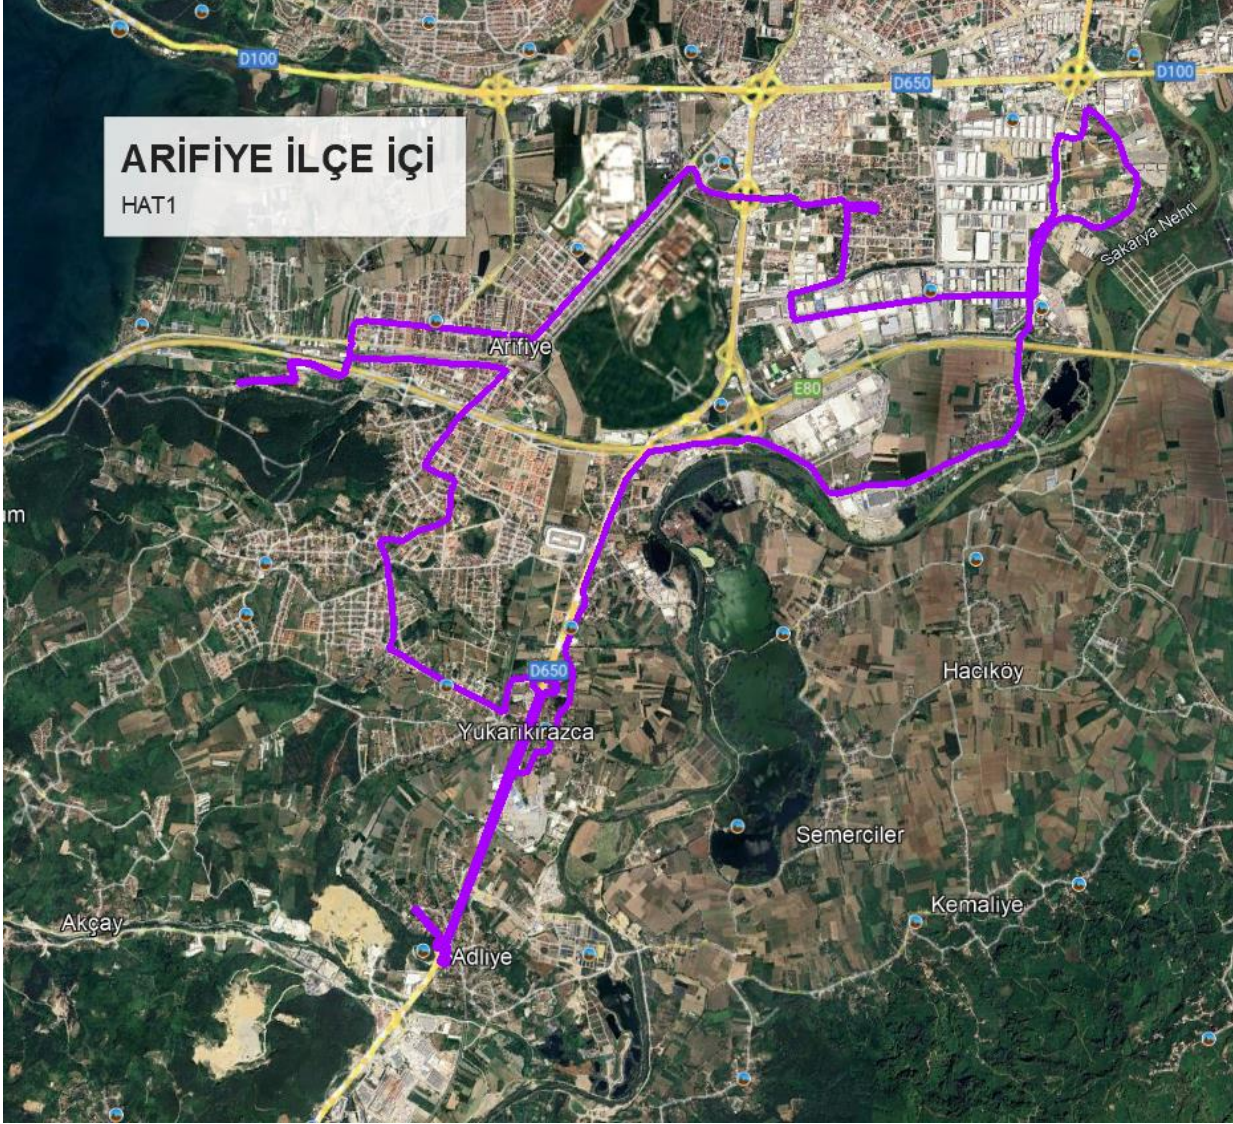 D100
D650
D100
ARİFİYE İLÇE İÇİ
HAT1
Sakarya Nehri
Arifiye
E80
ım
D650
Hacıköy
Yukarıkirazca
Semerciler
Kemaliye
Akçay
Adliye